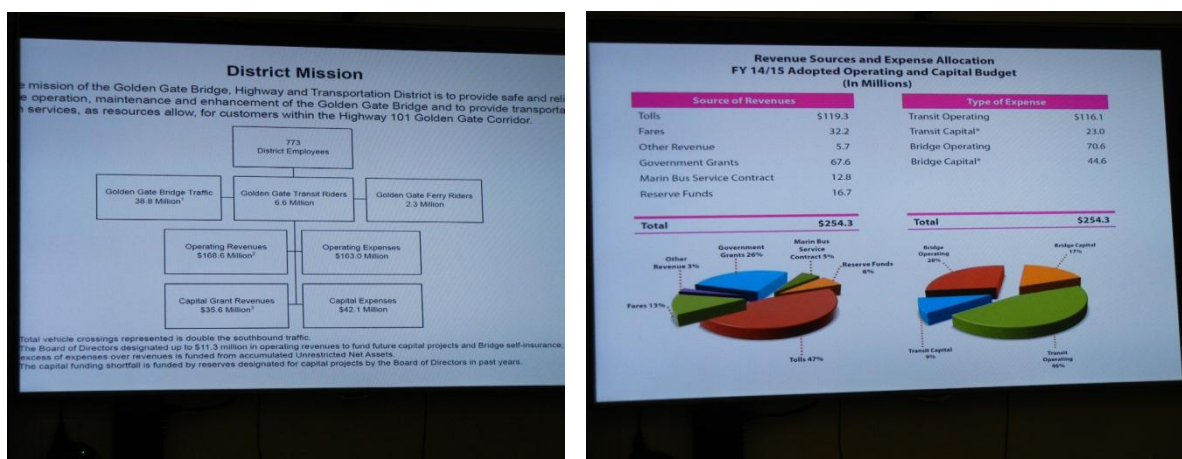 District Mission
mission of the Golden Gate Bridge, Highway and Transportation District is to provide safe and
operation, maintenance and enhancement of the Golden Gate Bridge and to provide
services, as resources allow, for customers within the Highway 101 Golden Gate Corridor.
773
District Employees
Golden Gate Bridge Traffic
38.8 Million¹
Golden Gate Transit Riders
6.6 Million
Golden Gate Ferry Riders
2.3 Million
Operating Revenues
$168.6 Million²
Operating Expenses
$163.0 Million
Capital Grant Revenues
$35.6 Million³
Capital Expenses
$42.1 Million
Total vehicle crossings represented is double the southbound traffic.
The Board of Directors designated up to $11.3 million in operating revenues to fund future capital projects and Bridge self-insurance,
excess of expenses over revenues is funded from accumulated Unrestricted Net Assets.
The capital funding shortfall is funded by reserves designated for capital projects by the Board of Directors in past years.
Revenue Sources and Expense Allocation
FY 14/15 Adopted Operating and Capital Budget
(In Millions)
Source of Revenues
Tolls $119.3
Fares 32.2
Other Revenue 5.7
Government Grants 67.6
Marin Bus Service Contract 12.8
Reserve Funds 16.7
Total $254.3
Type of Expense
Transit Operating $116.1
Transit Capital* 23.0
Bridge Operating 70.6
Bridge Capital* 44.6
Total $254.3
Other
Revenue 3%
Government
Grants 26%
Marin Bus
Service
Contract 5%
Reserve Funds
6%
Fares 13%
Tolls 47%
Bridge
Operating
28%
Bridge Capital
17%
Transit Capital
9%
Transit
Operating
46%